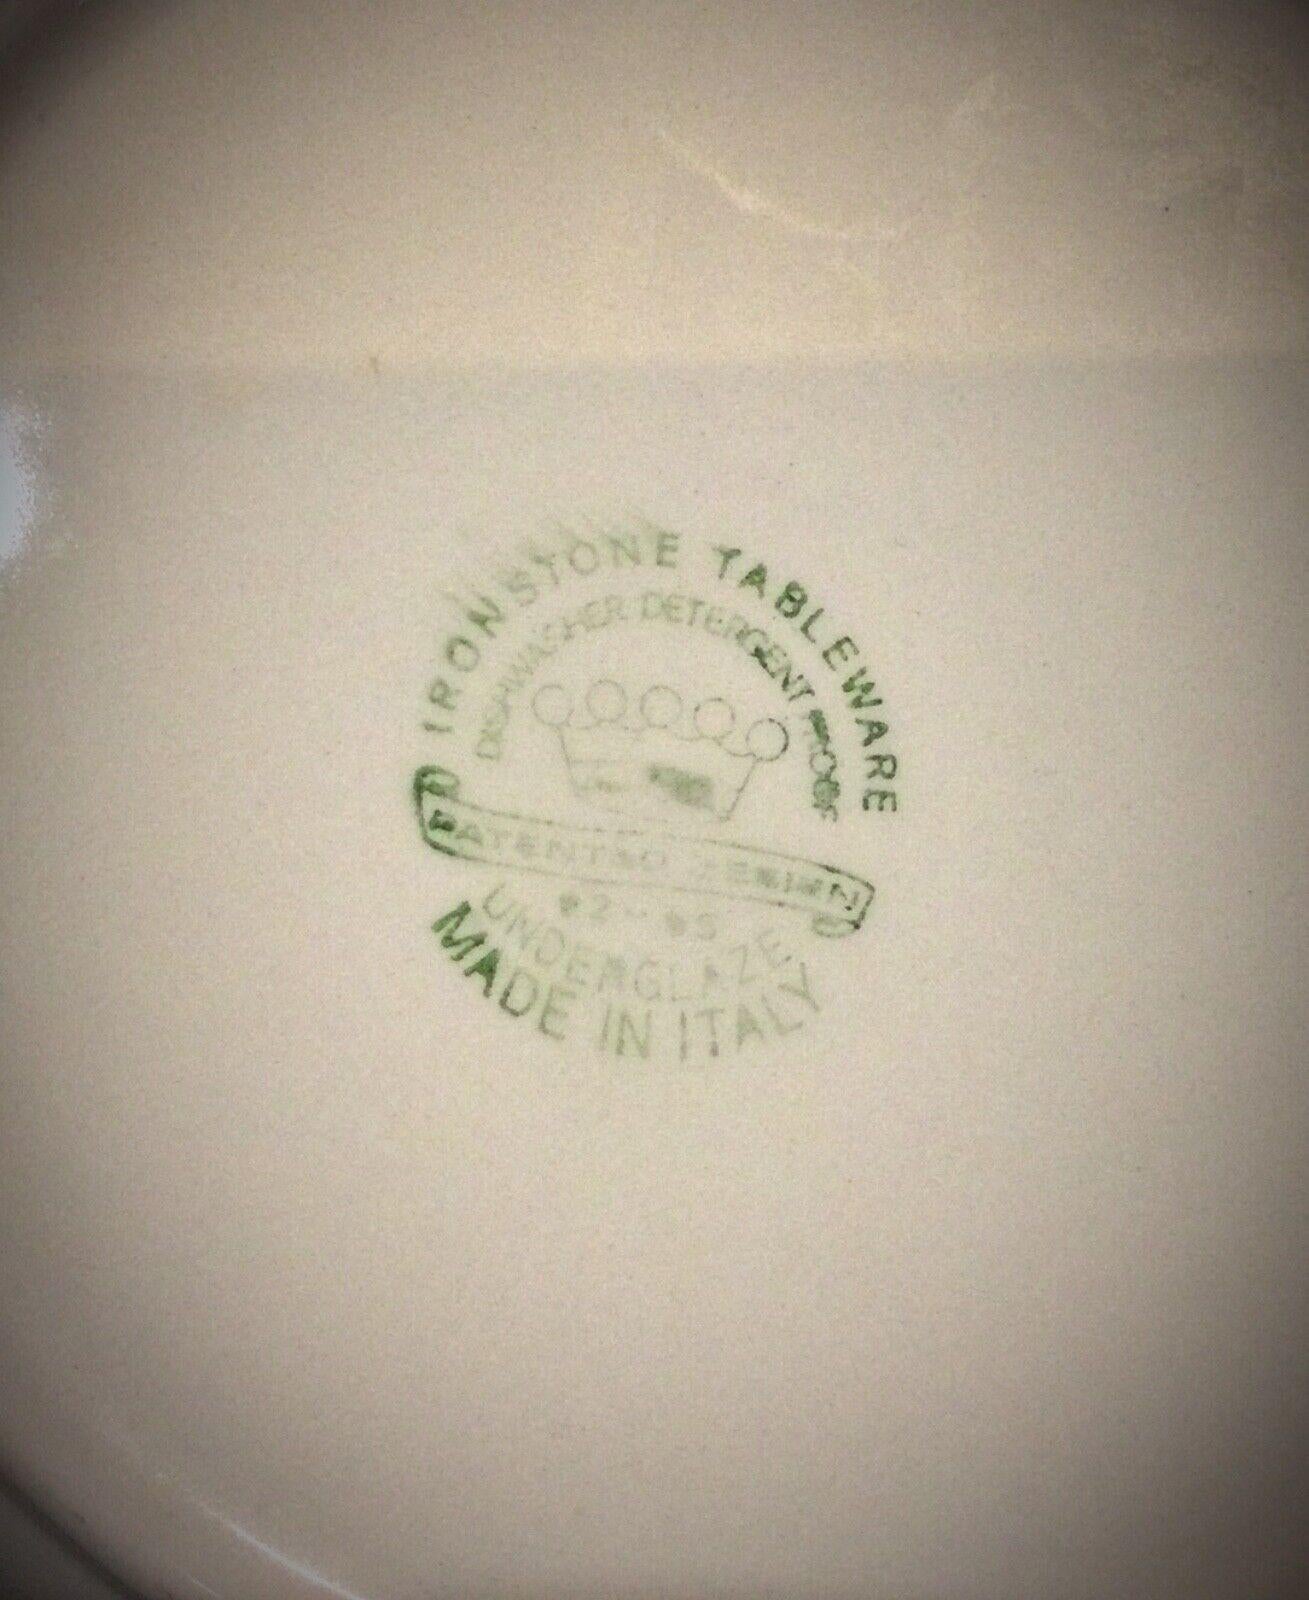 IRONSTONE TABLEWARE
DISHWASHER DETERGENT PROOF
PATENTED DESIGN
UNDERGLAZE
MADE IN ITALY